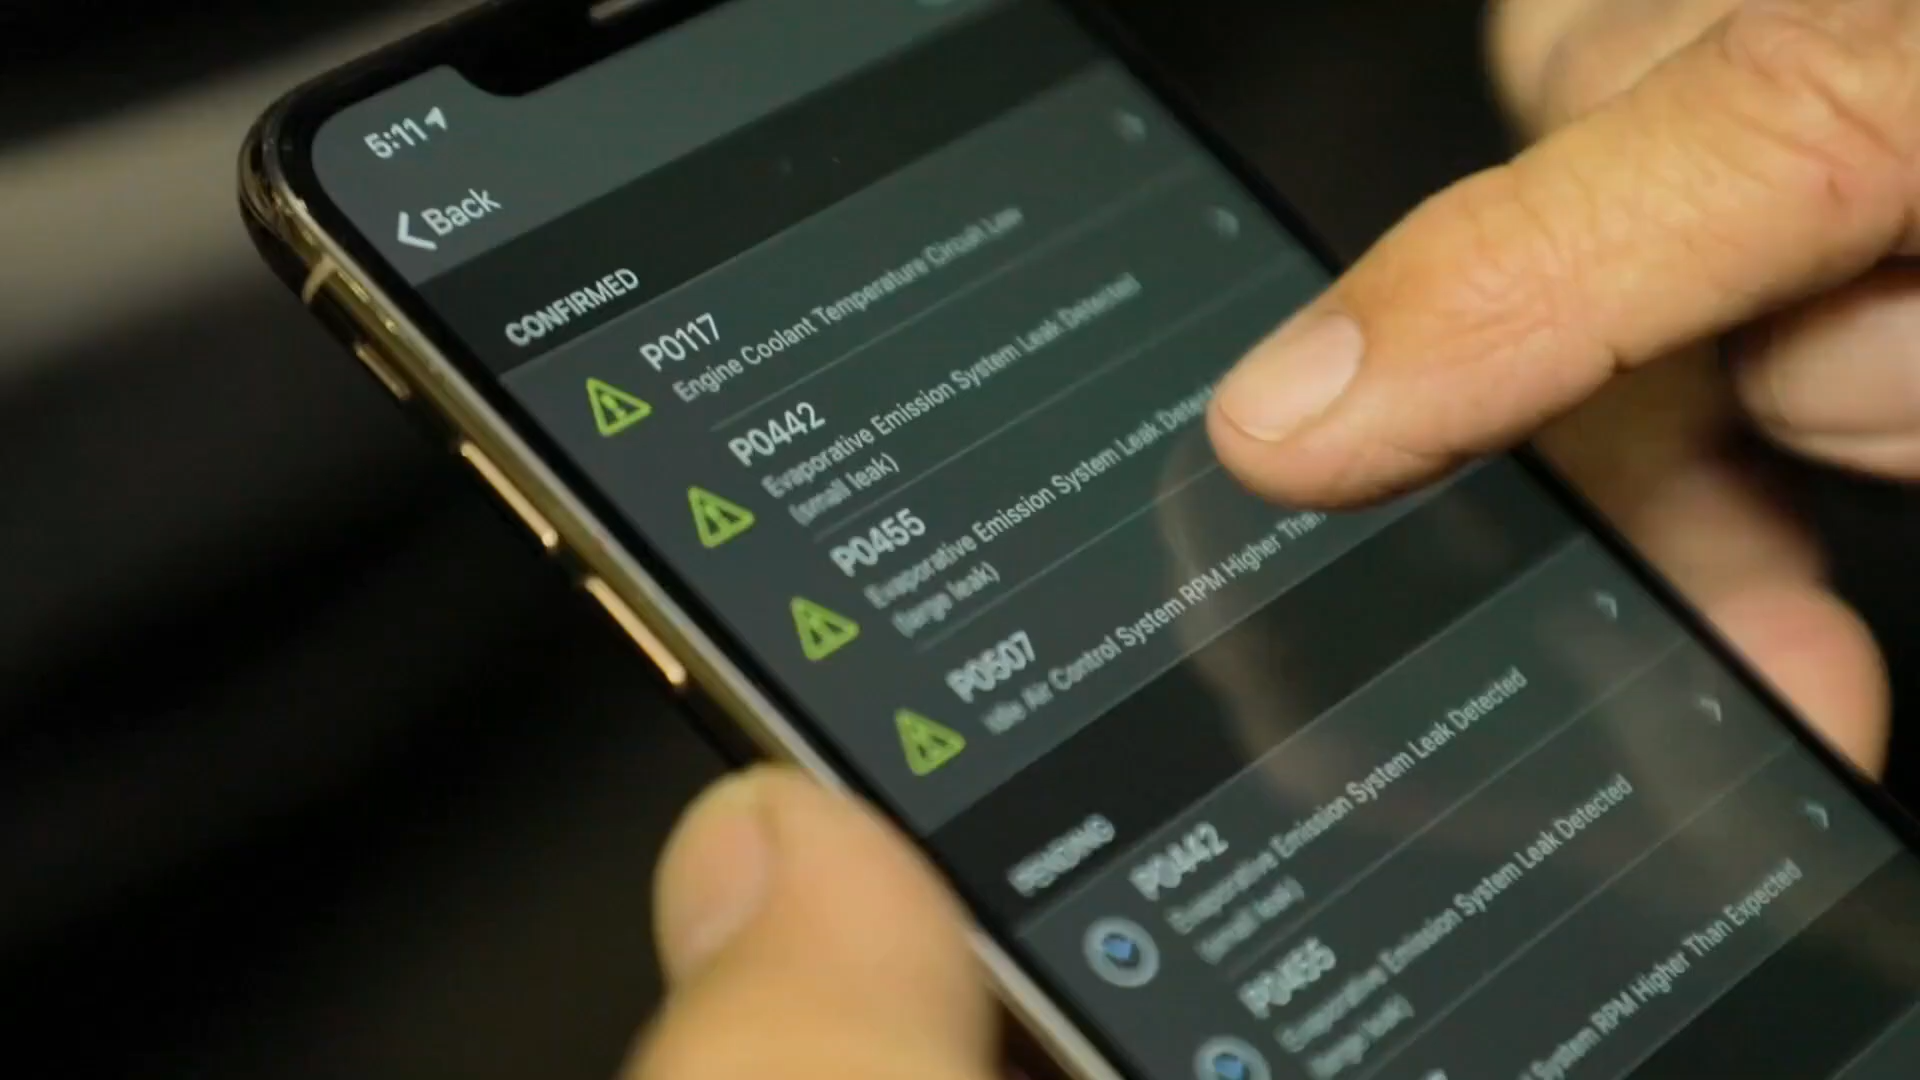 5:11
Back
CONFIRMED
P0117
Engine Coolant Temperature Circuit Low
P0442
Evaporative Emission System Leak Detected
(small leak)
P0455
Evaporative Emission System Leak Detect
(large leak)
P0507
Idle Air Control System RPM Higher Than
PENDING
P0442
Evaporative Emission System Leak Detected
(small leak)
P0455
Evaporative Emission System Leak Detected
(large leak)
System RPM Higher Than Expected